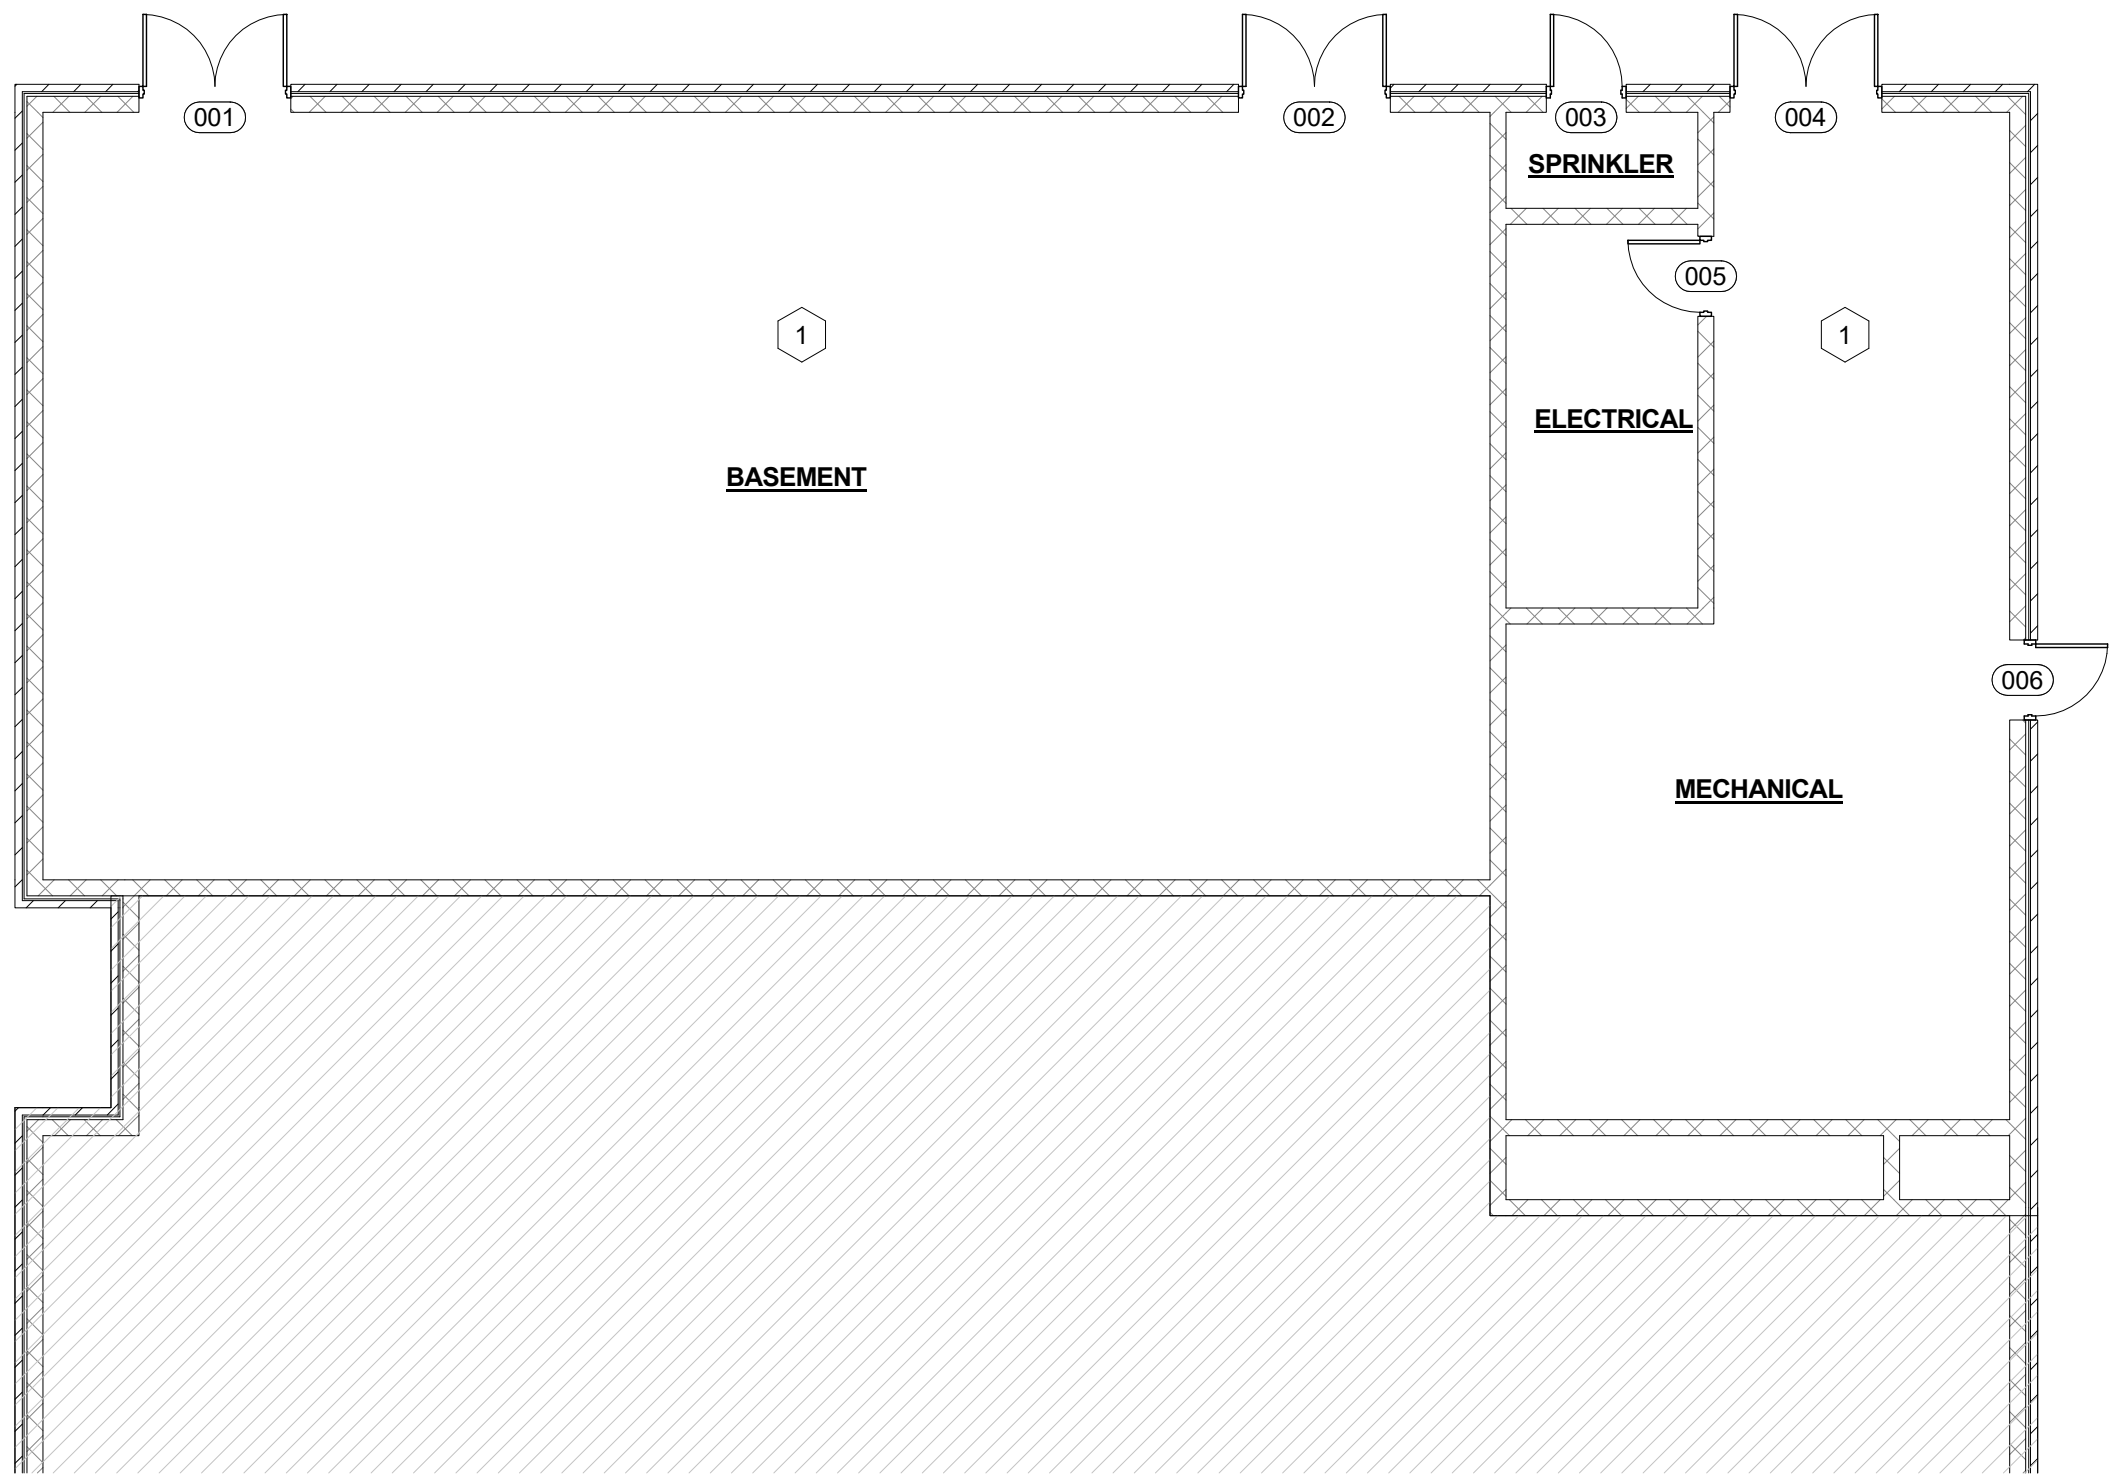 001
002
003
004
SPRINKLER
005
1
1
ELECTRICAL
BASEMENT
006
MECHANICAL